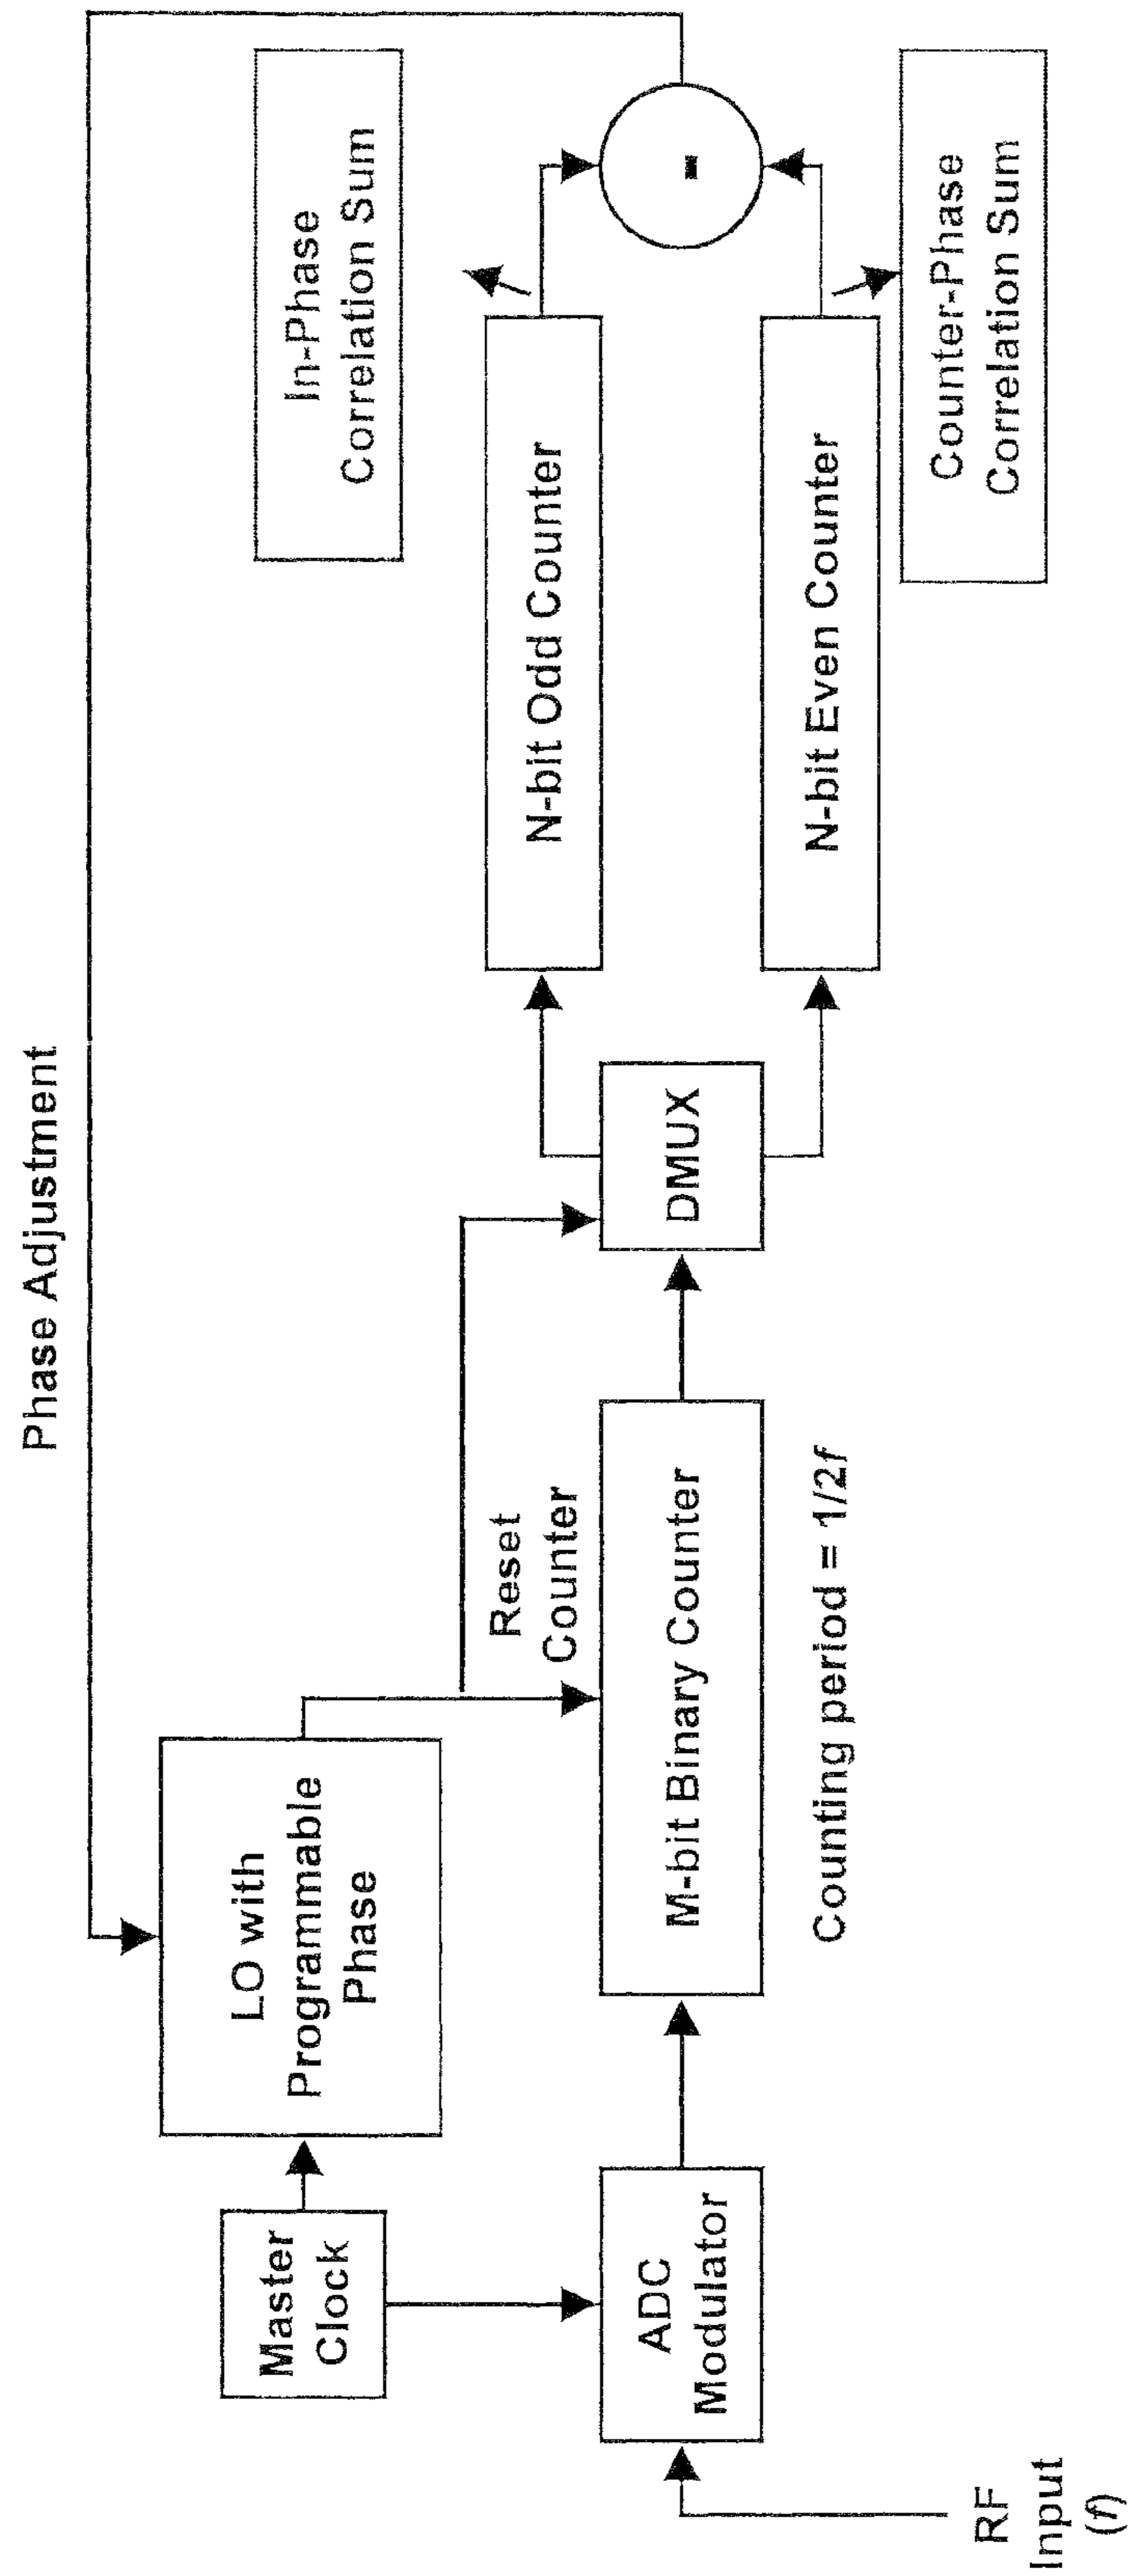 Phase Adjustment
In-Phase
Correlation Sum
LO with
Programmable
Phase
Master
Clock
Reset
Counter
N-bit Odd Counter
-
DMUX
M-bit Binary Counter
ADC
Modulator
N-bit Even Counter
Counting period = 1/2f
Counter-Phase
Correlation Sum
RF
Input
(f)